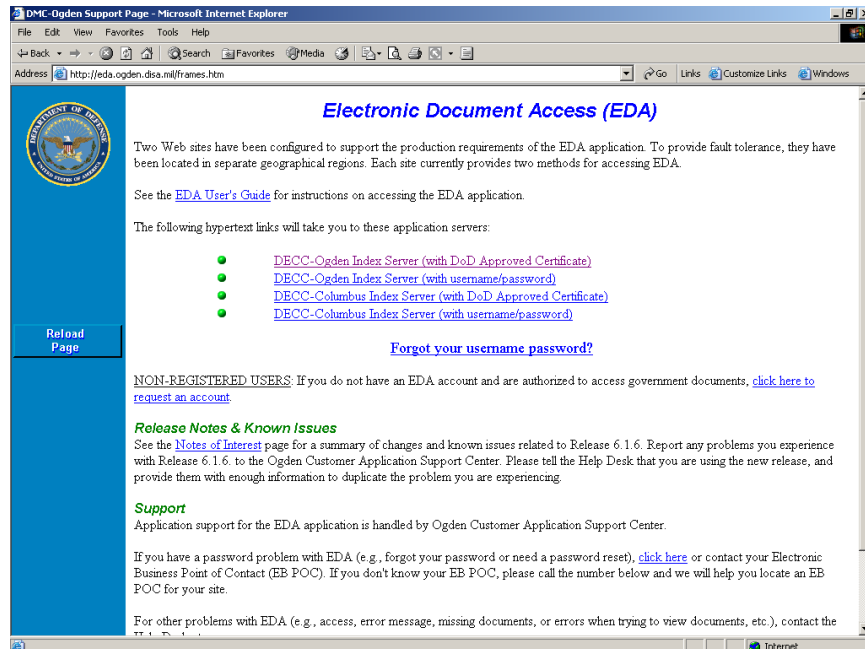 DMC-Ogden Support Page - Microsoft Internet Explorer
File Edit View Favorites Tools Help
Back Search Favorites Media
Address http://eda.ogden.disa.mil/frames.htm Go Links Customize Links Windows
DEPARTMENT OF DEFENSE
UNITED STATES OF AMERICA
Electronic Document Access (EDA)
Two Web sites have been configured to support the production requirements of the EDA application. To provide fault tolerance, they have
been located in separate geographical regions. Each site currently provides two methods for accessing EDA.
See the EDA User's Guide for instructions on accessing the EDA application.
The following hypertext links will take you to these application servers:
DECC-Ogden Index Server (with DoD Approved Certificate)
DECC-Ogden Index Server (with username/password)
DECC-Columbus Index Server (with DoD Approved Certificate)
DECC-Columbus Index Server (with username/password)
Reload
Page
Forgot your username password?
NON-REGISTERED USERS: If you do not have an EDA account and are authorized to access government documents, click here to
request an account.
Release Notes & Known Issues
See the Notes of Interest page for a summary of changes and known issues related to Release 6.1.6. Report any problems you experience
with Release 6.1.6. to the Ogden Customer Application Support Center. Please tell the Help Desk that you are using the new release, and
provide them with enough information to duplicate the problem you are experiencing.
Support
Application support for the EDA application is handled by Ogden Customer Application Support Center.
If you have a password problem with EDA (e.g., forgot your password or need a password reset), click here or contact your Electronic
Business Point of Contact (EB POC). If you don't know your EB POC, please call the number below and we will help you locate an EB
POC for your site.
For other problems with EDA (e.g., access, error message, missing documents, or errors when trying to view documents, etc.), contact the
Internet